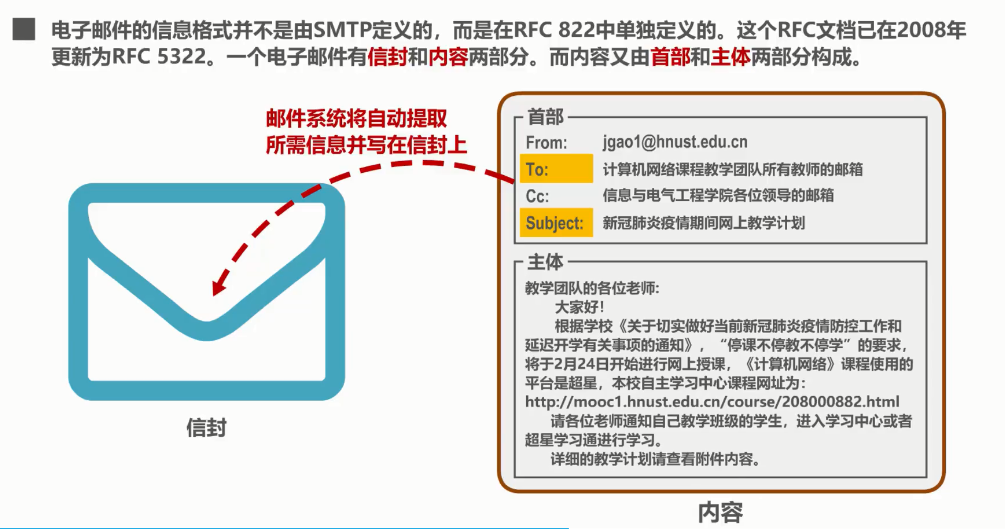 电子邮件的信息格式并不是由SMTP定义的，而是在RFC 822中单独定义的。这个RFC文档已在2008年
更新为RFC 5322。一个电子邮件有信封和内容两部分。而内容又由首部和主体两部分构成。
邮件系统将自动提取
所需信息并写在信封上
信封
首部
From: jgao1@hnust.edu.cn
To: 计算机网络课程教学团队所有教师的邮箱
Cc: 信息与电气工程学院各位领导的邮箱
Subject: 新冠肺炎疫情期间网上教学计划
主体
教学团队的各位老师:
大家好！
根据学校《关于切实做好当前新冠肺炎疫情防控工作和
延迟开学有关事项的通知》，“停课不停教不停学”的要求，
将于2月24日开始进行网上授课，《计算机网络》课程使用的
平台是超星，本校自主学习中心课程网址为：
http://mooc1.hnust.edu.cn/course/208000882.html
请各位老师通知自己教学班级的学生，进入学习中心或者
超星学习通进行学习。
详细的教学计划请查看附件内容。
内容